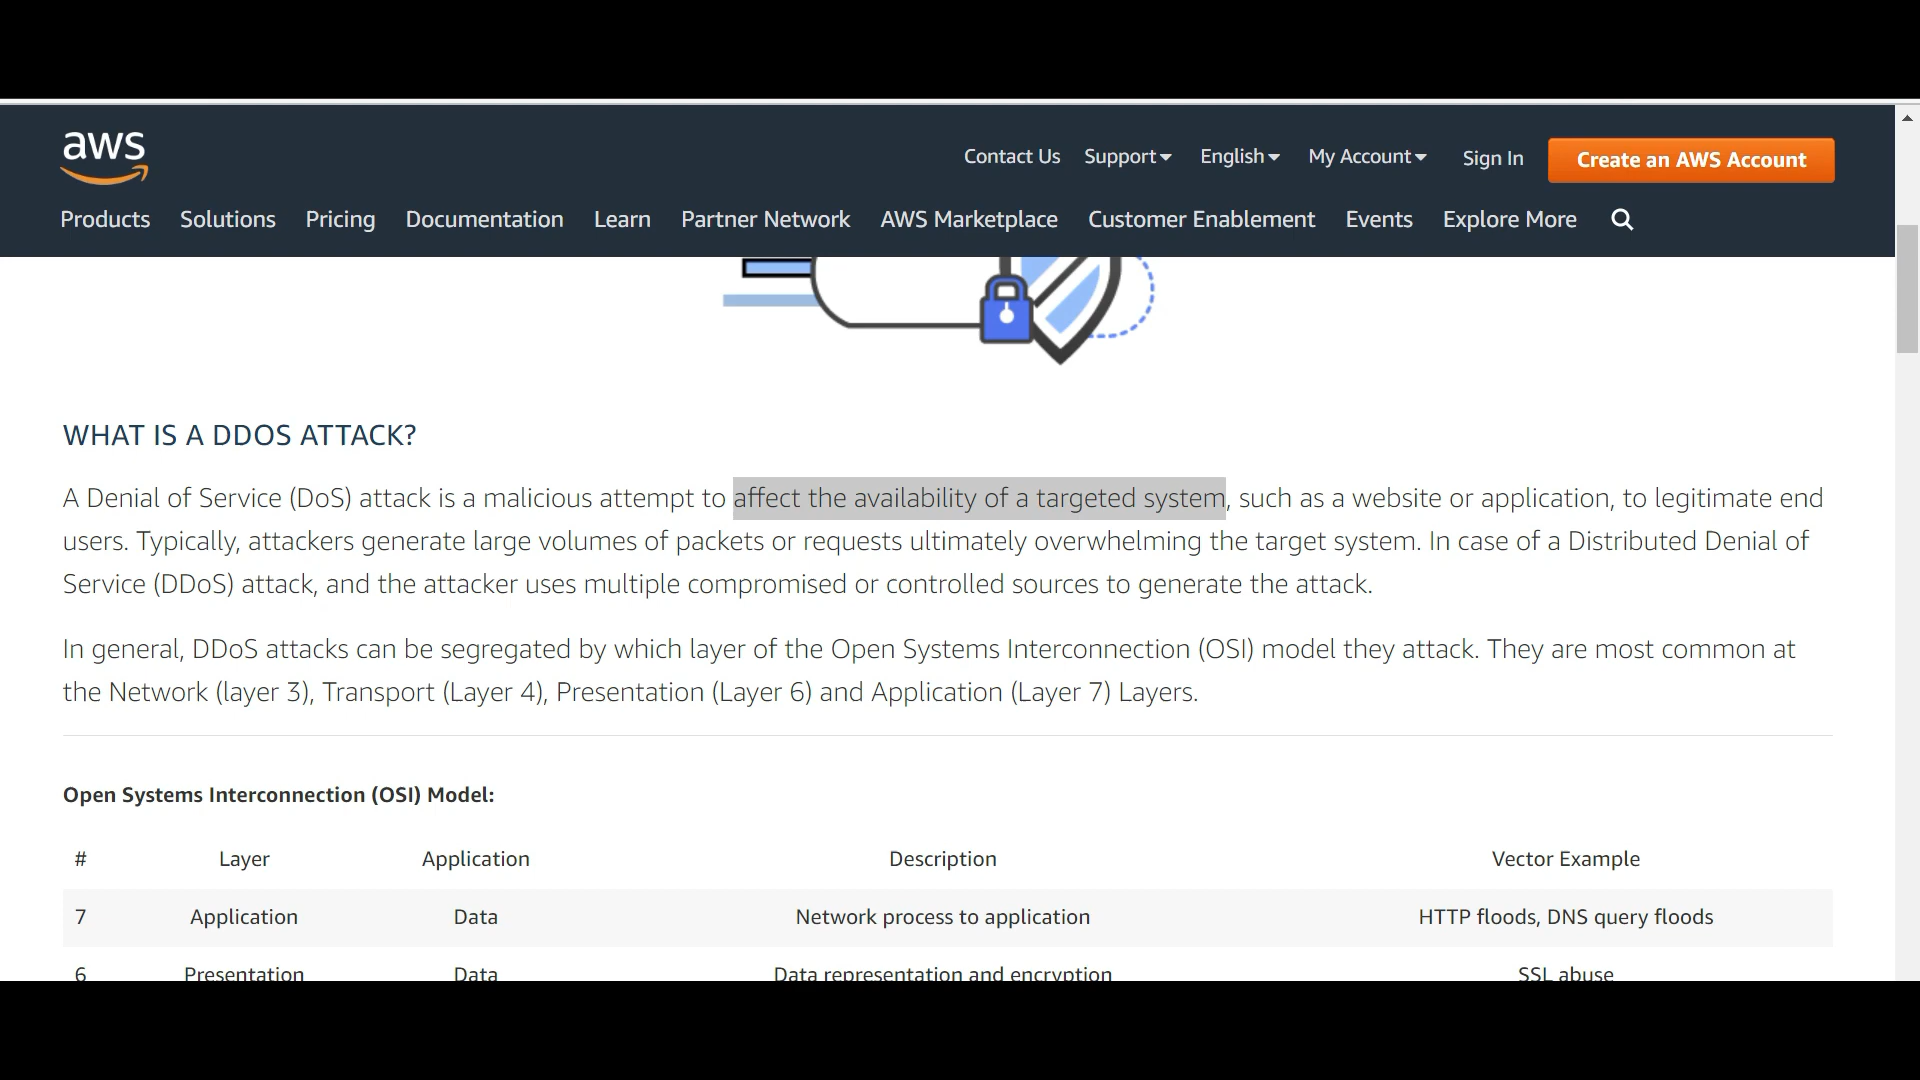 aws
Contact Us Support English My Account Sign In Create an AWS Account
Products Solutions Pricing Documentation Learn Partner Network AWS Marketplace Customer Enablement Events Explore More
WHAT IS A DDOS ATTACK?
A Denial of Service (DoS) attack is a malicious attempt to affect the availability of a targeted system, such as a website or application, to legitimate end
users. Typically, attackers generate large volumes of packets or requests ultimately overwhelming the target system. In case of a Distributed Denial of
Service (DDoS) attack, and the attacker uses multiple compromised or controlled sources to generate the attack.
In general, DDoS attacks can be segregated by which layer of the Open Systems Interconnection (OSI) model they attack. They are most common at
the Network (layer 3), Transport (Layer 4), Presentation (Layer 6) and Application (Layer 7) Layers.
Open Systems Interconnection (OSI) Model:
# Layer Application Description Vector Example
7 Application Data Network process to application HTTP floods, DNS query floods
6 Presentation Data Data representation and encryption SSL abuse